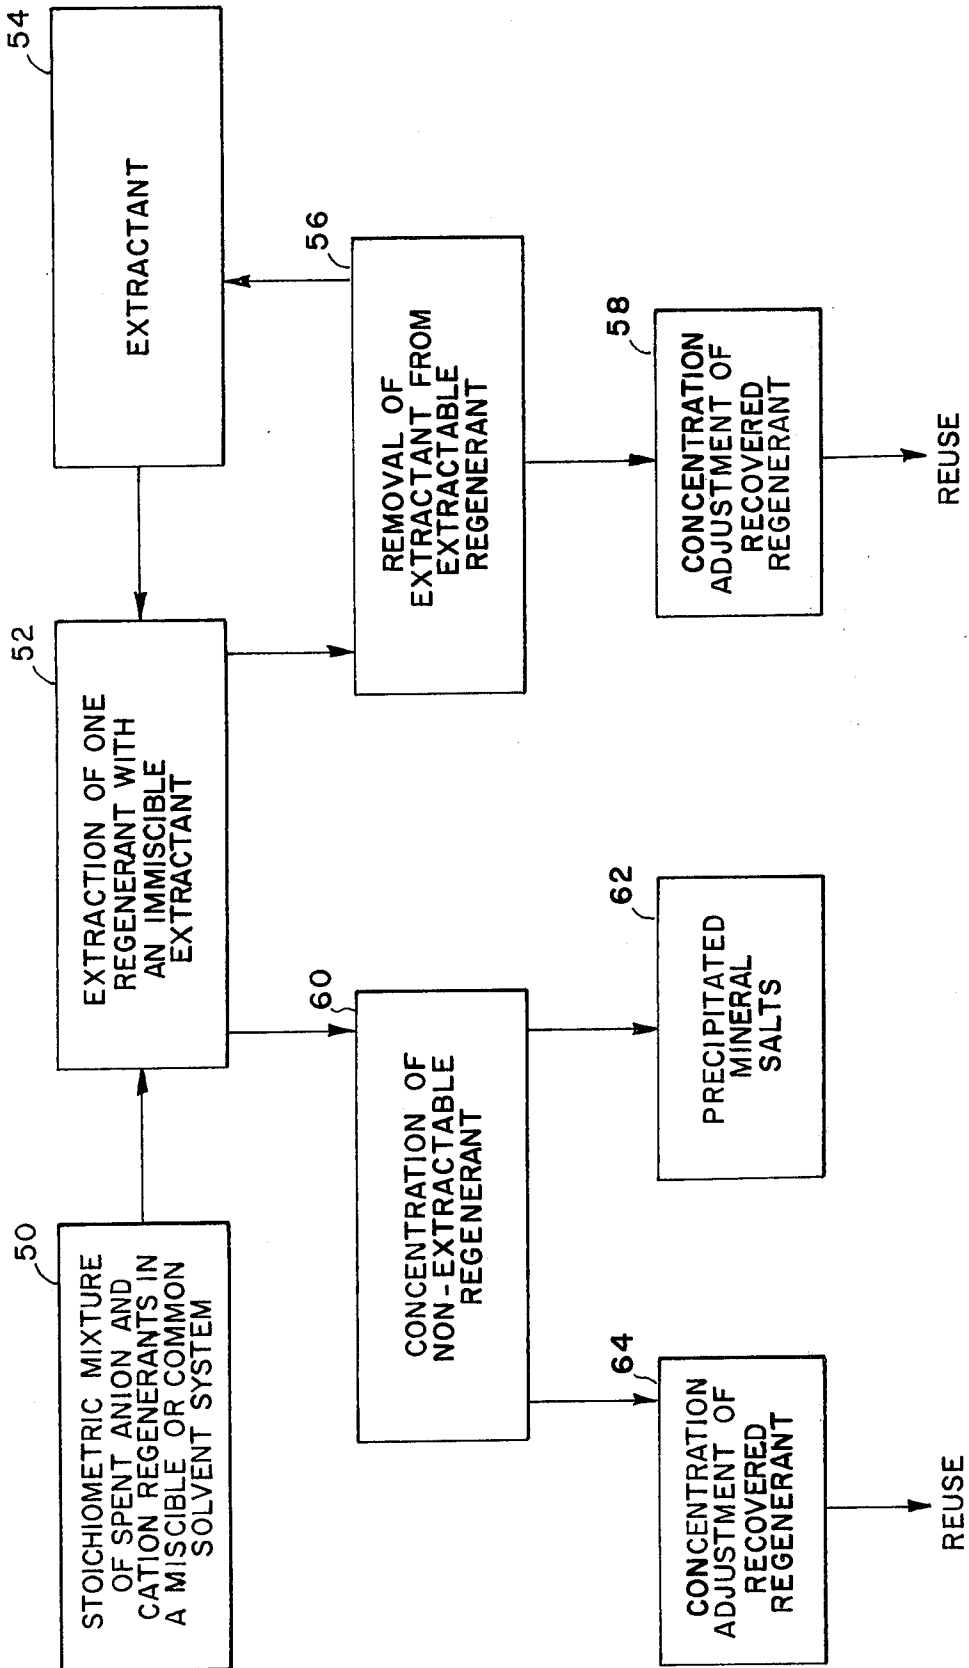 50
STOICHIOMETRIC MIXTURE
OF SPENT ANION AND
CATION REGENERANTS IN
A MISCIBLE OR COMMON
SOLVENT SYSTEM
52
EXTRACTION OF ONE
REGENERANT WITH
AN IMMISCIBLE
EXTRACTANT
54
EXTRACTANT
60
CONCENTRATION OF
NON-EXTRACTABLE
REGENERANT
56
REMOVAL OF
EXTRACTANT FROM
EXTRACTABLE
REGENERANT
64
CONCENTRATION
ADJUSTMENT OF
RECOVERED
REGENERANT
62
PRECIPITATED
MINERAL
SALTS
58
CONCENTRATION
ADJUSTMENT OF
RECOVERED
REGENERANT
REUSE
REUSE